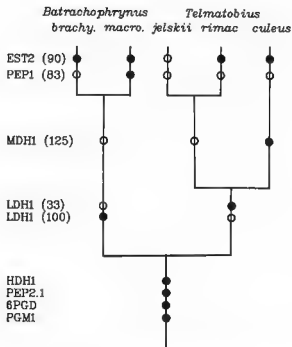 Batrachophrynus Telmatobius
brachy. macro. jelskii rimac culeus
EST2 (90)
PEP1 (83)
MDH1 (125)
LDH1 (33)
LDH1 (100)
HDH1
PEP2.1
6PGD
PGM1